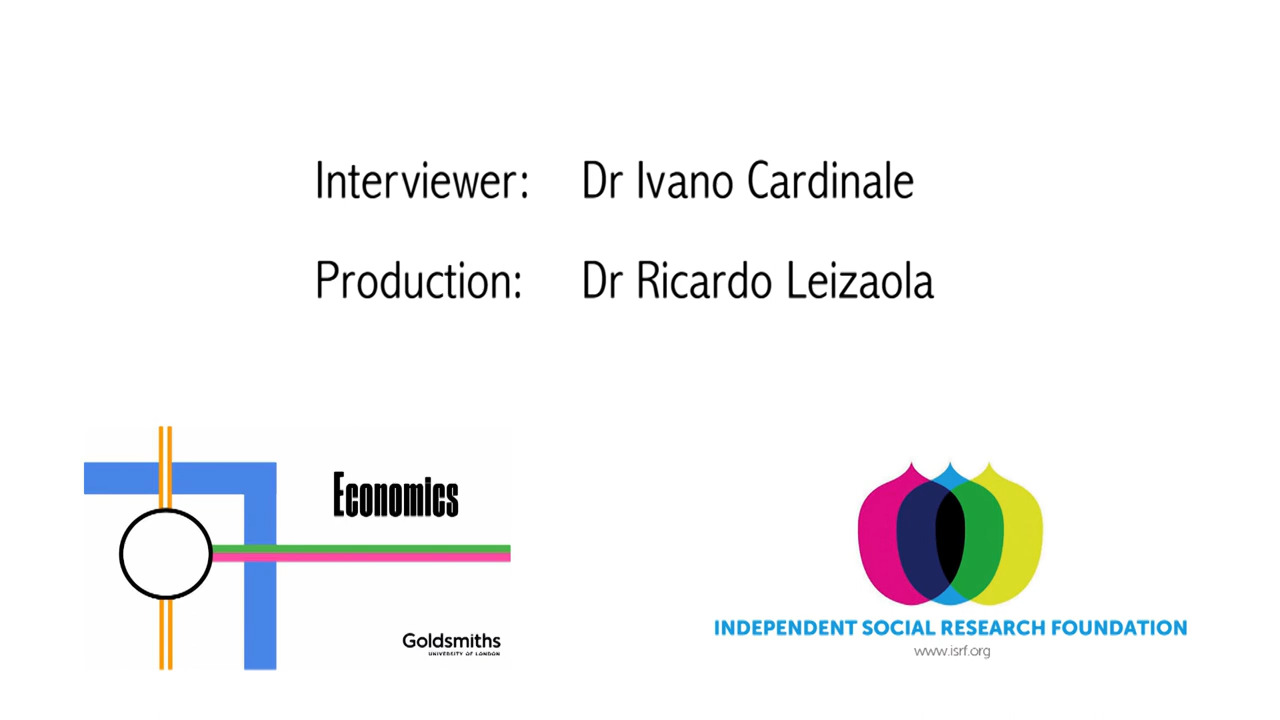 Interviewer: Dr Ivano Cardinale
Production: Dr Ricardo Leizaola
Economics
Goldsmiths
UNIVERSITY OF LONDON
INDEPENDENT SOCIAL RESEARCH FOUNDATION
www.isrf.org